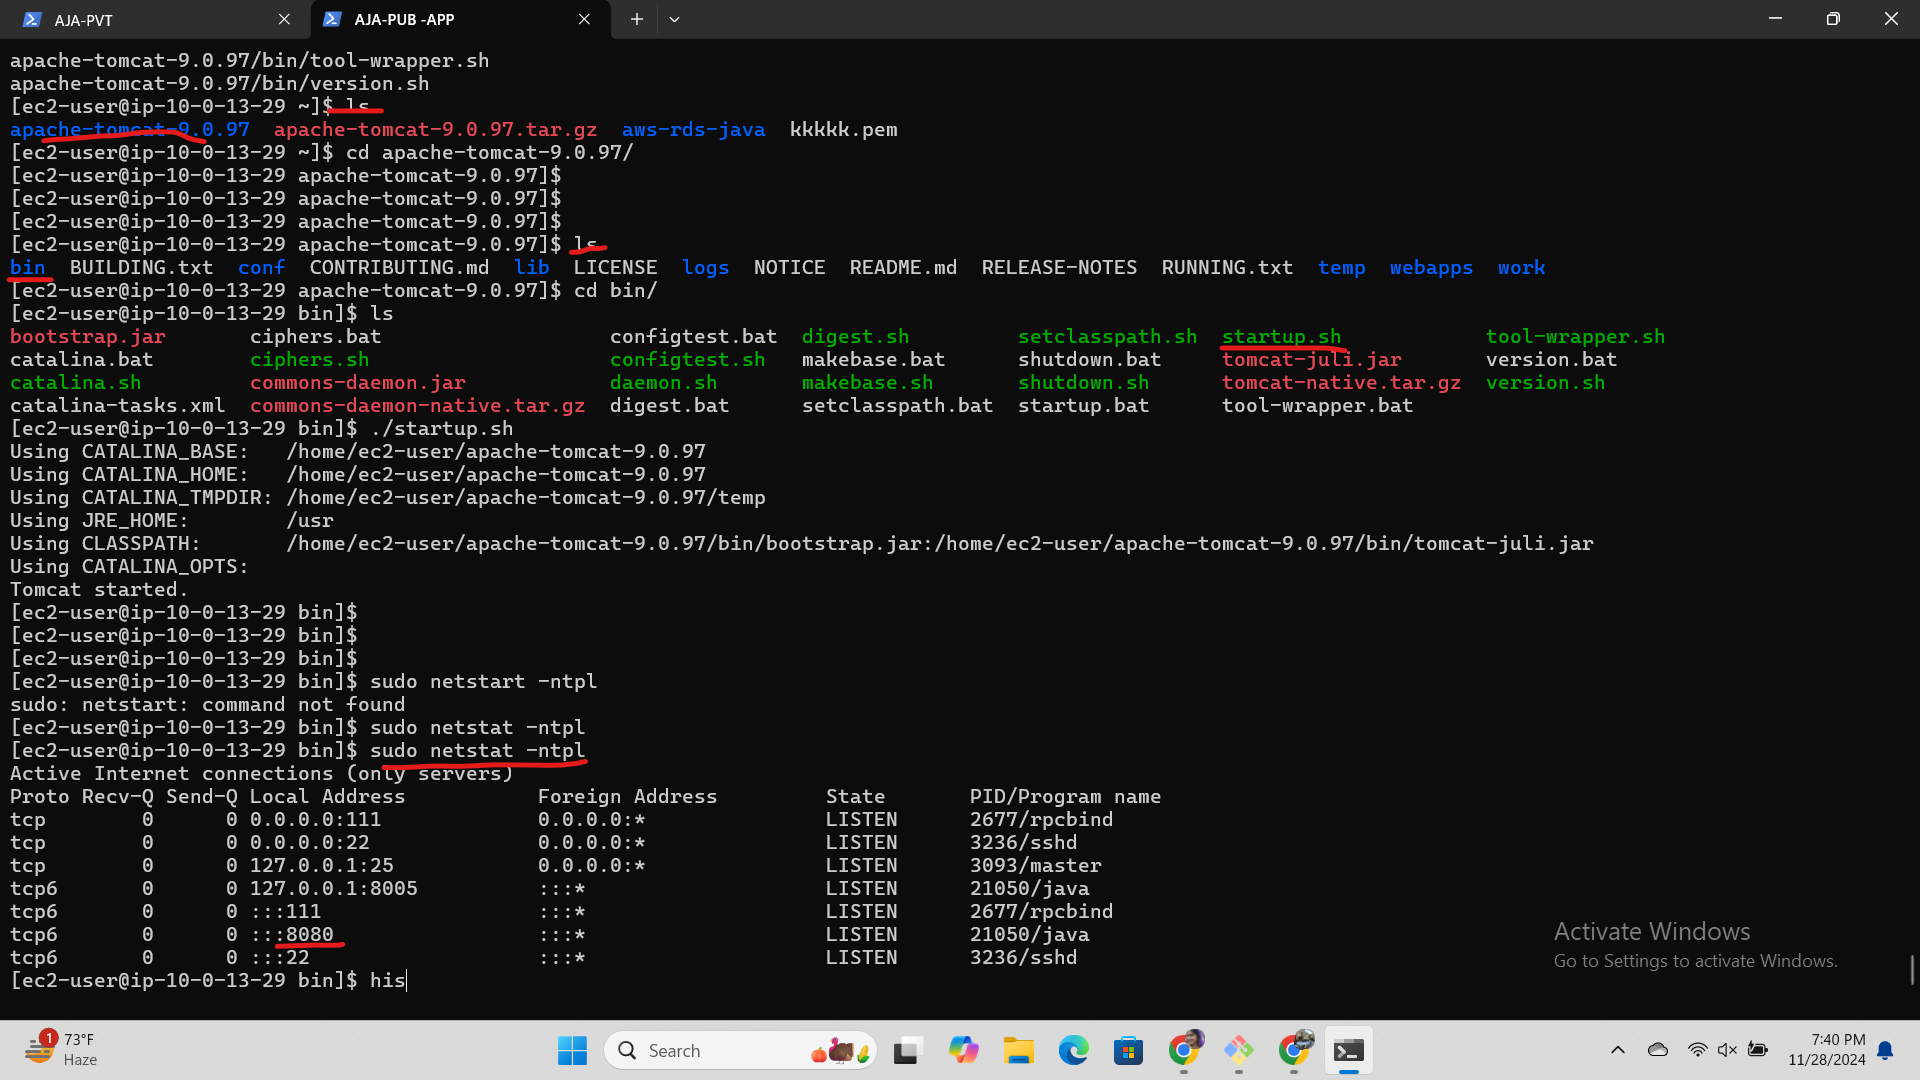 AJA-PVT
AJA-PUB -APP
apache-tomcat-9.0.97/bin/tool-wrapper.sh
apache-tomcat-9.0.97/bin/version.sh
[ec2-user@ip-10-0-13-29 ~]$ ls
apache-tomcat-9.0.97  apache-tomcat-9.0.97.tar.gz  aws-rds-java  kkkkk.pem
[ec2-user@ip-10-0-13-29 ~]$ cd apache-tomcat-9.0.97/
[ec2-user@ip-10-0-13-29 apache-tomcat-9.0.97]$
[ec2-user@ip-10-0-13-29 apache-tomcat-9.0.97]$
[ec2-user@ip-10-0-13-29 apache-tomcat-9.0.97]$
[ec2-user@ip-10-0-13-29 apache-tomcat-9.0.97]$ ls
bin  BUILDING.txt  conf  CONTRIBUTING.md  lib  LICENSE  logs  NOTICE  README.md  RELEASE-NOTES  RUNNING.txt  temp  webapps  work
[ec2-user@ip-10-0-13-29 apache-tomcat-9.0.97]$ cd bin/
[ec2-user@ip-10-0-13-29 bin]$ ls
bootstrap.jar       ciphers.bat                   configtest.bat  digest.sh         setclasspath.sh  startup.sh            tool-wrapper.sh
catalina.bat        ciphers.sh                    configtest.sh   makebase.bat      shutdown.bat     tomcat-juli.jar       version.bat
catalina.sh         commons-daemon.jar            daemon.sh       makebase.sh       shutdown.sh      tomcat-native.tar.gz  version.sh
catalina-tasks.xml  commons-daemon-native.tar.gz  digest.bat      setclasspath.bat  startup.bat      tool-wrapper.bat
[ec2-user@ip-10-0-13-29 bin]$ ./startup.sh
Using CATALINA_BASE:   /home/ec2-user/apache-tomcat-9.0.97
Using CATALINA_HOME:   /home/ec2-user/apache-tomcat-9.0.97
Using CATALINA_TMPDIR: /home/ec2-user/apache-tomcat-9.0.97/temp
Using JRE_HOME:        /usr
Using CLASSPATH:       /home/ec2-user/apache-tomcat-9.0.97/bin/bootstrap.jar:/home/ec2-user/apache-tomcat-9.0.97/bin/tomcat-juli.jar
Using CATALINA_OPTS:
Tomcat started.
[ec2-user@ip-10-0-13-29 bin]$
[ec2-user@ip-10-0-13-29 bin]$
[ec2-user@ip-10-0-13-29 bin]$
[ec2-user@ip-10-0-13-29 bin]$ sudo netstart -ntpl
sudo: netstart: command not found
[ec2-user@ip-10-0-13-29 bin]$ sudo netstat -ntpl
[ec2-user@ip-10-0-13-29 bin]$ sudo netstat -ntpl
Active Internet connections (only servers)
Proto Recv-Q Send-Q Local Address           Foreign Address         State       PID/Program name
tcp        0      0 0.0.0.0:111             0.0.0.0:*               LISTEN      2677/rpcbind
tcp        0      0 0.0.0.0:22              0.0.0.0:*               LISTEN      3236/sshd
tcp        0      0 127.0.0.1:25            0.0.0.0:*               LISTEN      3093/master
tcp6       0      0 127.0.0.1:8005          :::*                    LISTEN      21050/java
tcp6       0      0 :::111                  :::*                    LISTEN      2677/rpcbind
tcp6       0      0 :::8080                 :::*                    LISTEN      21050/java
tcp6       0      0 :::22                   :::*                    LISTEN      3236/sshd
[ec2-user@ip-10-0-13-29 bin]$ his
Activate Windows
Go to Settings to activate Windows.
1
73°F
Haze
Search
7:40 PM
11/28/2024